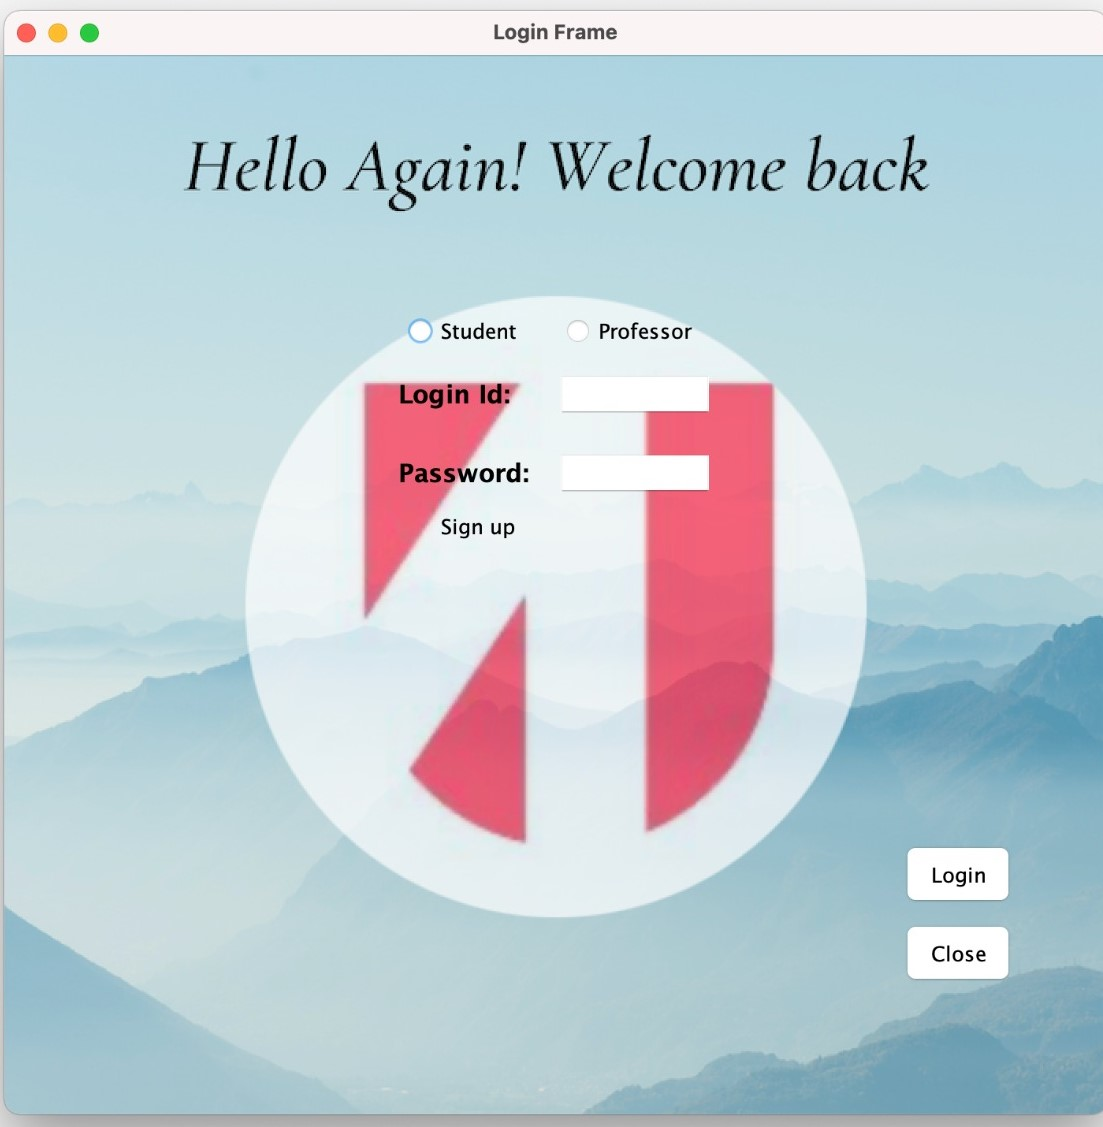 Login Frame
Hello Again! Welcome back
Student Professor
Login Id:
Password:
Sign up
Login
Close